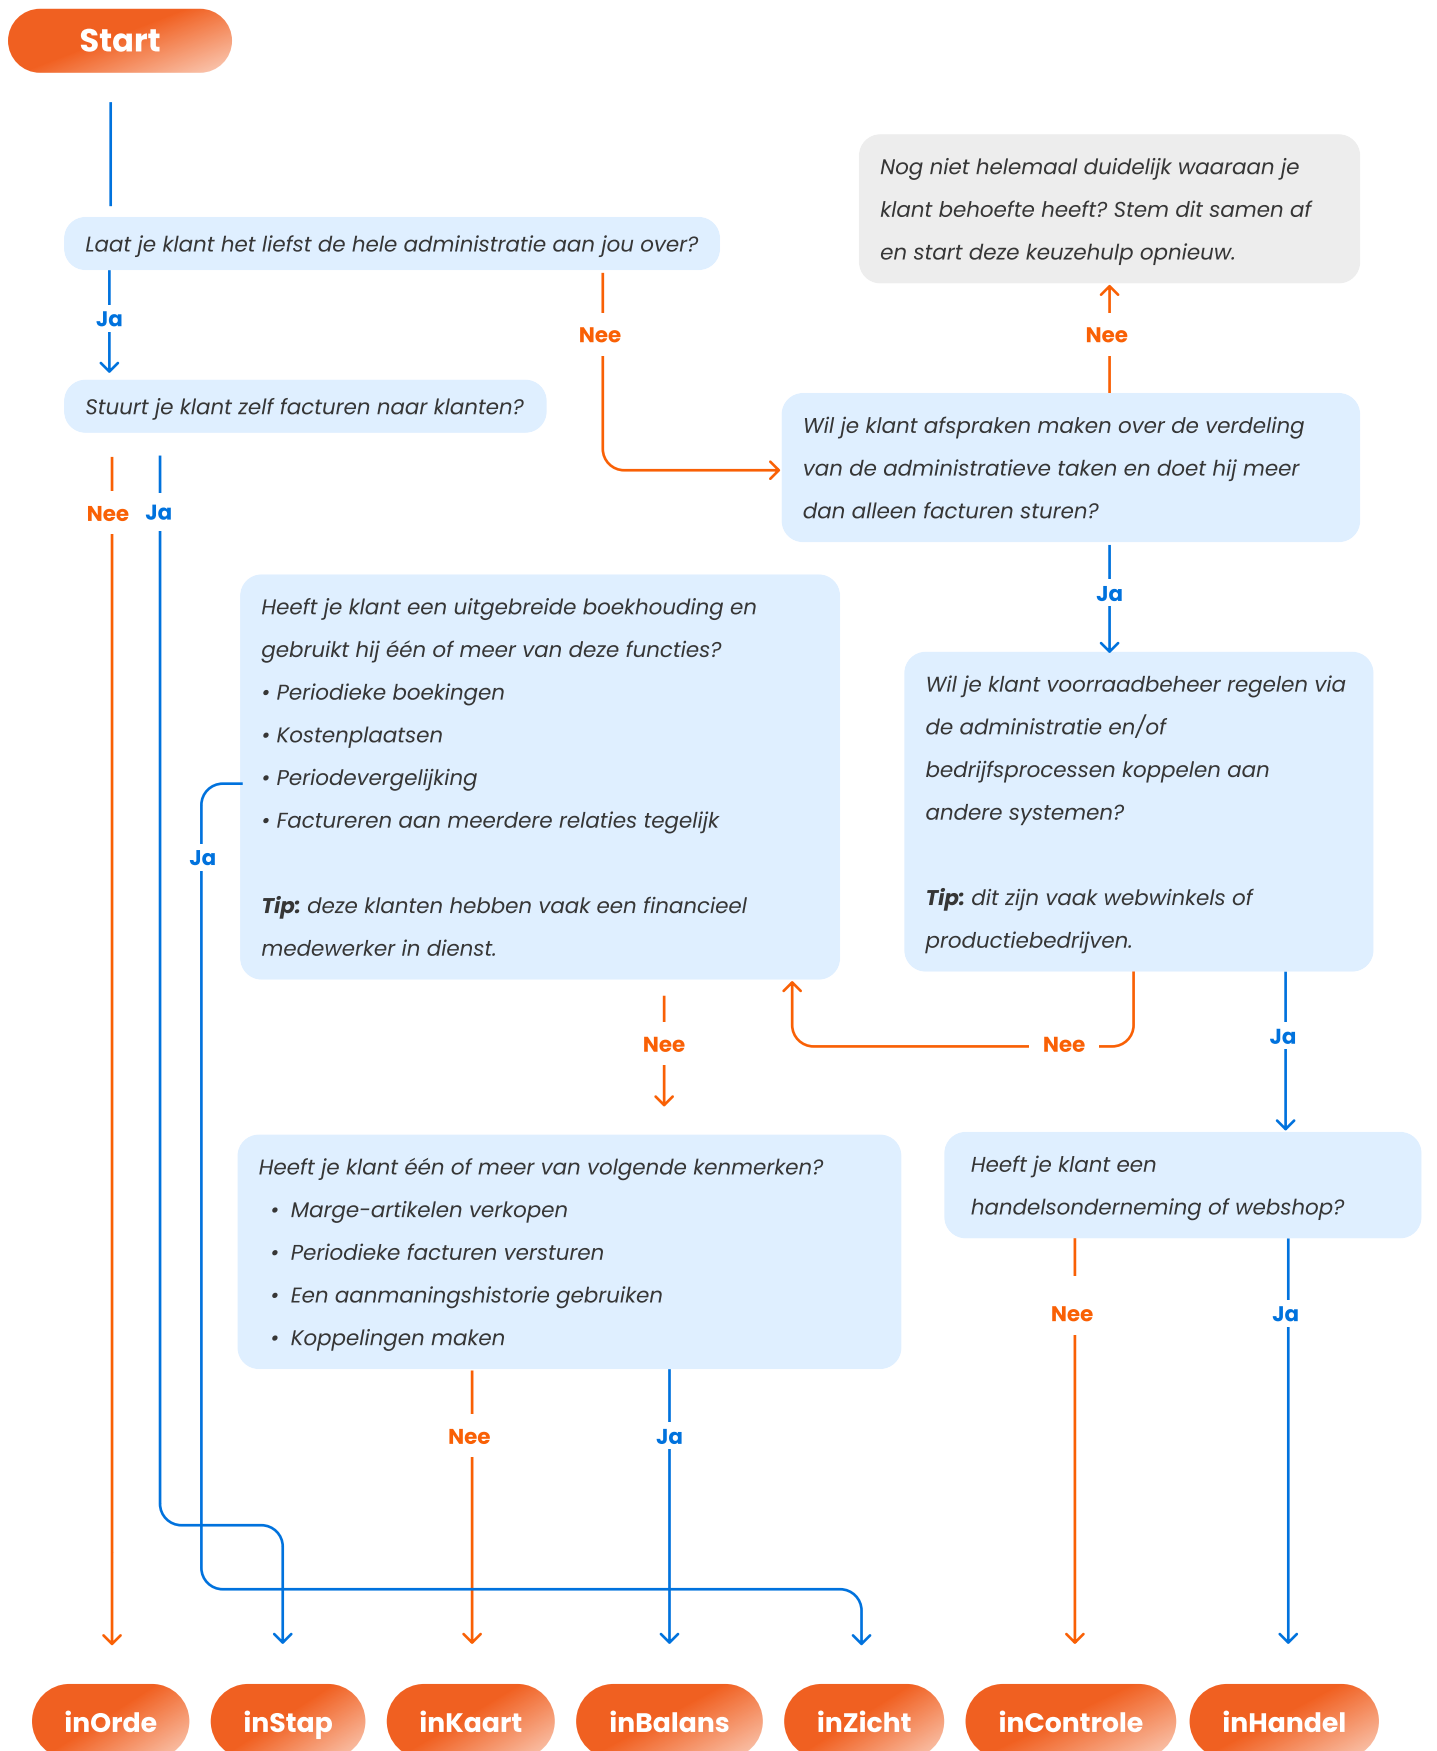 Start
Nog niet helemaal duidelijk waaraan je
klant behoefte heeft? Stem dit samen af
en start deze keuzehulp opnieuw.
Laat je klant het liefst de hele administratie aan jou over?
Ja
Nee
Nee
Stuurt je klant zelf facturen naar klanten?
Wil je klant afspraken maken over de verdeling
van de administratieve taken en doet hij meer
dan alleen facturen sturen?
Nee
Ja
Ja
Heeft je klant een uitgebreide boekhouding en
gebruikt hij één of meer van deze functies?
• Periodieke boekingen
• Kostenplaatsen
• Periodevergelijking
• Factureren aan meerdere relaties tegelijk
Tip: deze klanten hebben vaak een financieel
medewerker in dienst.
Ja
Wil je klant voorraadbeheer regelen via
de administratie en/of
bedrijfsprocessen koppelen aan
andere systemen?
Tip: dit zijn vaak webwinkels of
productiebedrijven.
Nee
Nee
Ja
Heeft je klant één of meer van volgende kenmerken?
• Marge-artikelen verkopen
• Periodieke facturen versturen
• Een aanmaningshistorie gebruiken
• Koppelingen maken
Heeft je klant een
handelsonderneming of webshop?
Nee
Ja
Nee
Ja
inOrde
inStap
inKaart
inBalans
inZicht
inControle
inHandel